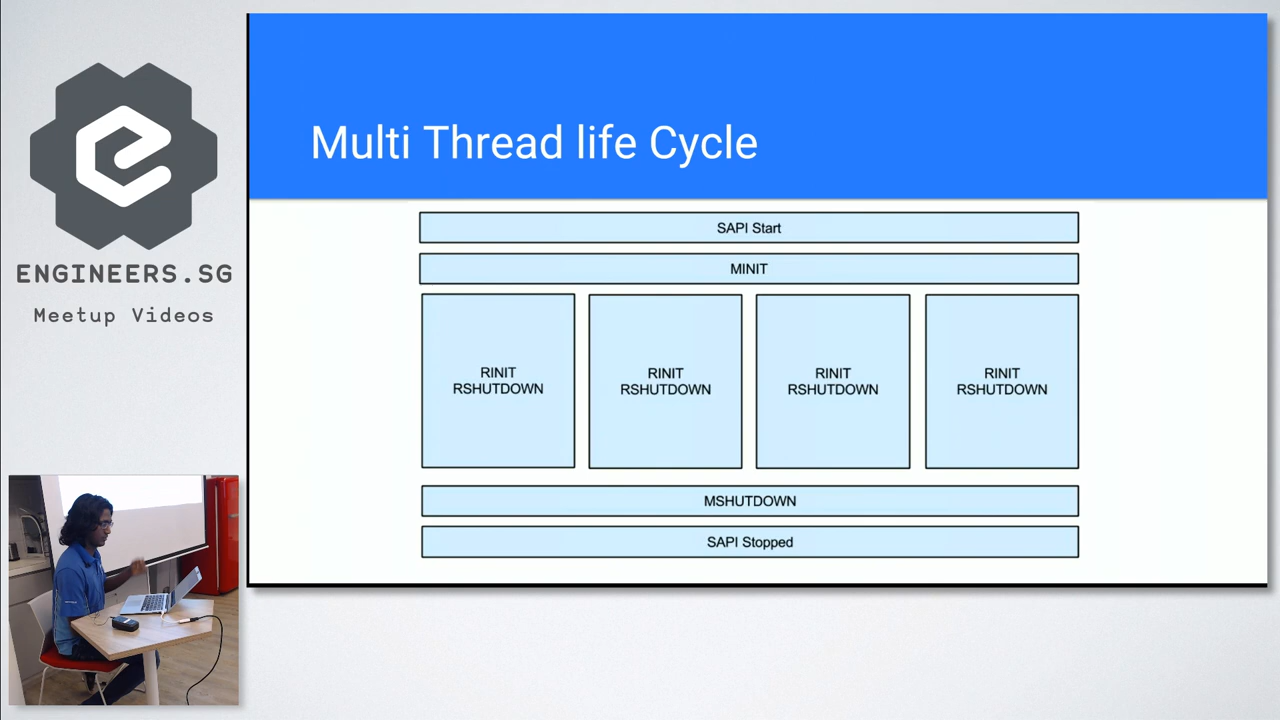 ENGINEERS.SG
Meetup Videos
Multi Thread life Cycle
SAPI Start
MINIT
RINIT
RSHUTDOWN
RINIT
RSHUTDOWN
RINIT
RSHUTDOWN
RINIT
RSHUTDOWN
MSHUTDOWN
SAPI Stopped